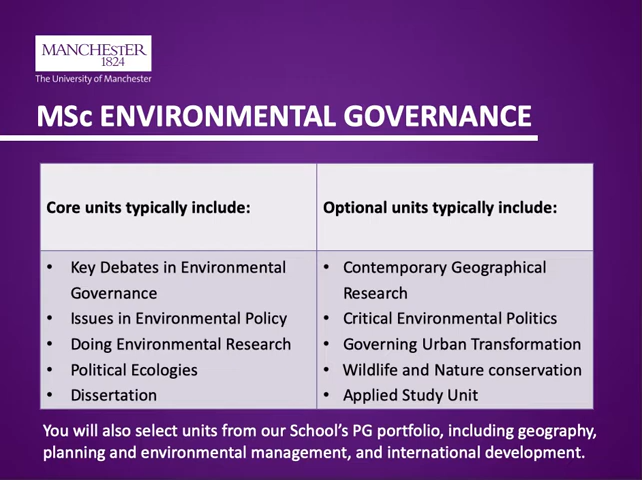 MANCHESTER
1824
The University of Manchester
MSc ENVIRONMENTAL GOVERNANCE
Core units typically include:
• Key Debates in Environmental
Governance
• Issues in Environmental Policy
• Doing Environmental Research
• Political Ecologies
• Dissertation
Optional units typically include:
• Contemporary Geographical
Research
• Critical Environmental Politics
• Governing Urban Transformation
• Wildlife and Nature conservation
• Applied Study Unit
You will also select units from our School's PG portfolio, including geography,
planning and environmental management, and international development.